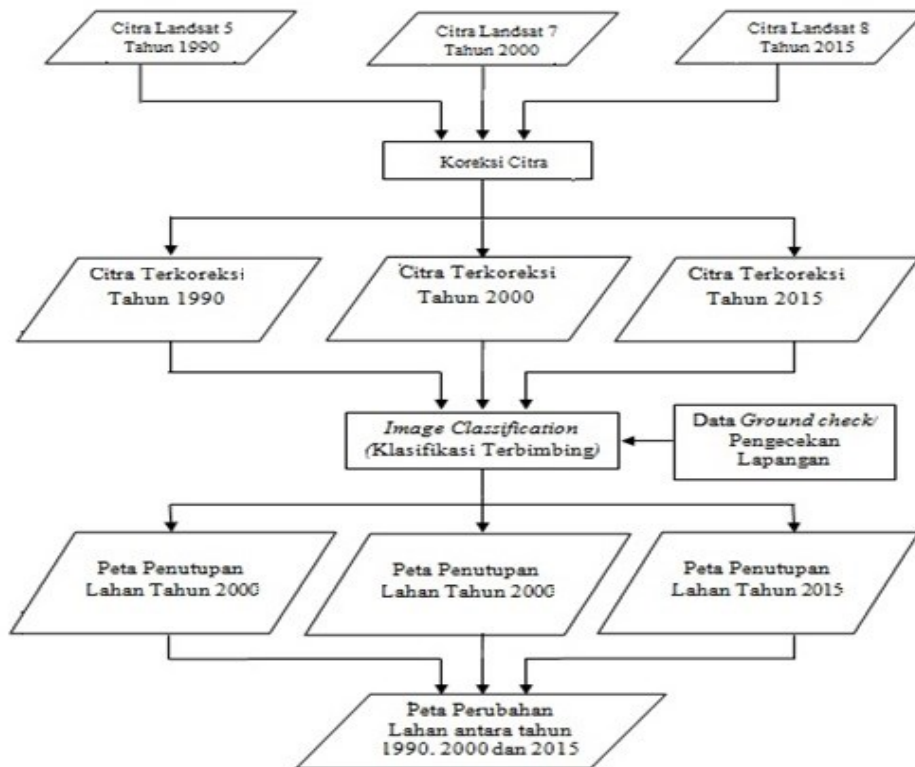 Citra Landsat 5
Tahun 1990
Citra Landsat 7
Tahun 2000
Citra Landsat 8
Tahun 2015
Koreksi Citra
Citra Terkoreksi
Tahun 1990
Citra Terkoreksi
Tahun 2000
Citra Terkoreksi
Tahun 2015
Image Classification
(Klasifikasi Terbimbing)
Data Ground check/
Pengecekan
Lapangan
Peta Penutupan
Lahan Tahun 2000
Peta Penutupan
Lahan Tahun 2000
Peta Penutupan
Lahan Tahun 2015
Peta Perubahan
Lahan antara tahun
1990. 2000 dan 2015